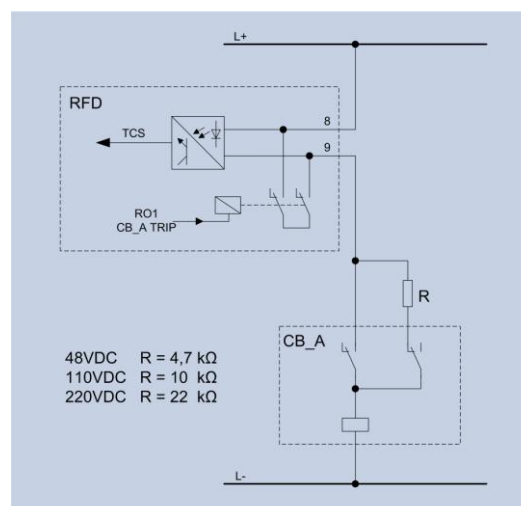 L+
RFD
8
TCS
9
RO1
CB_A TRIP
R
CB_A
48VDC R = 4,7 kΩ
110VDC R = 10 kΩ
220VDC R = 22 kΩ
L-